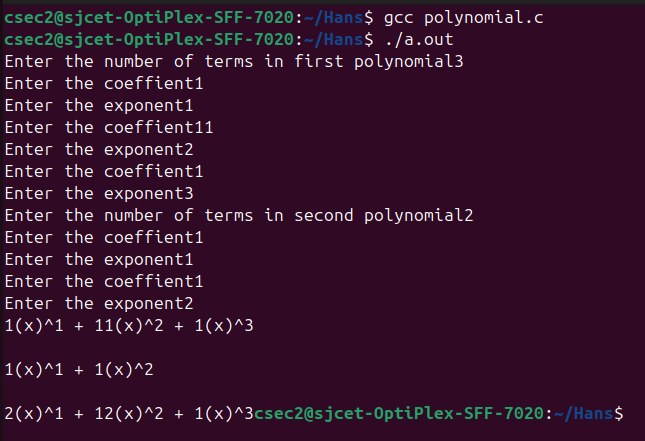 csec2@sjcet-OptiPlex-SFF-7020:~/Hans$ gcc polynomial.c
csec2@sjcet-OptiPlex-SFF-7020:~/Hans$ ./a.out
Enter the number of terms in first polynomial3
Enter the coeffient1
Enter the exponent1
Enter the coeffient11
Enter the exponent2
Enter the coeffient1
Enter the exponent3
Enter the number of terms in second polynomial2
Enter the coeffient1
Enter the exponent1
Enter the coeffient1
Enter the exponent2
1(x)^1 + 11(x)^2 + 1(x)^3
1(x)^1 + 1(x)^2
2(x)^1 + 12(x)^2 + 1(x)^3csec2@sjcet-OptiPlex-SFF-7020:~/Hans$